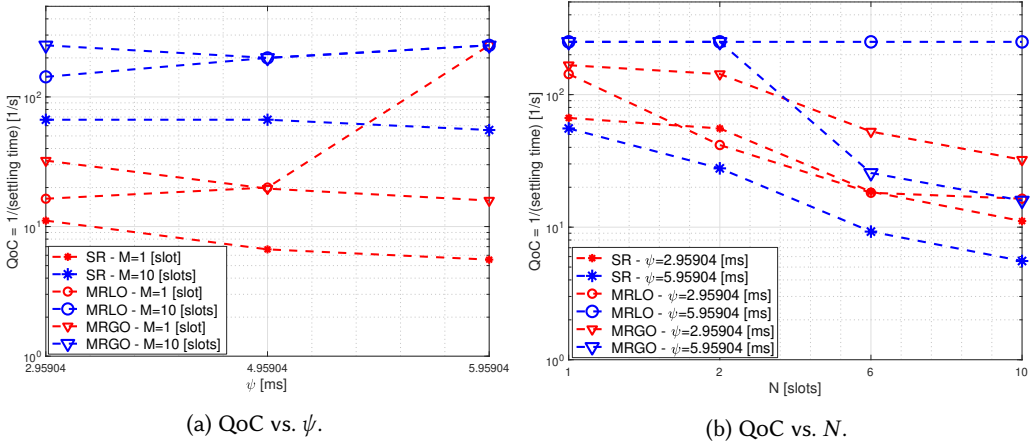 QoC = 1/(settling time) [1/s]
10^2
10^1
10^0
SR - M=1 [slot]
SR - M=10 [slots]
MRLO - M=1 [slot]
MRLO - M=10 [slots]
MRGO - M=1 [slot]
MRGO - M=10 [slots]
2.95904 4.95904 5.95904
ψ [ms]
(a) QoC vs. ψ.
QoC = 1/(settling time) [1/s]
10^2
10^1
10^0
SR - ψ=2.95904 [ms]
SR - ψ=5.95904 [ms]
MRLO - ψ=2.95904 [ms]
MRLO - ψ=5.95904 [ms]
MRGO - ψ=2.95904 [ms]
MRGO - ψ=5.95904 [ms]
1 2 6 10
N [slots]
(b) QoC vs. N.